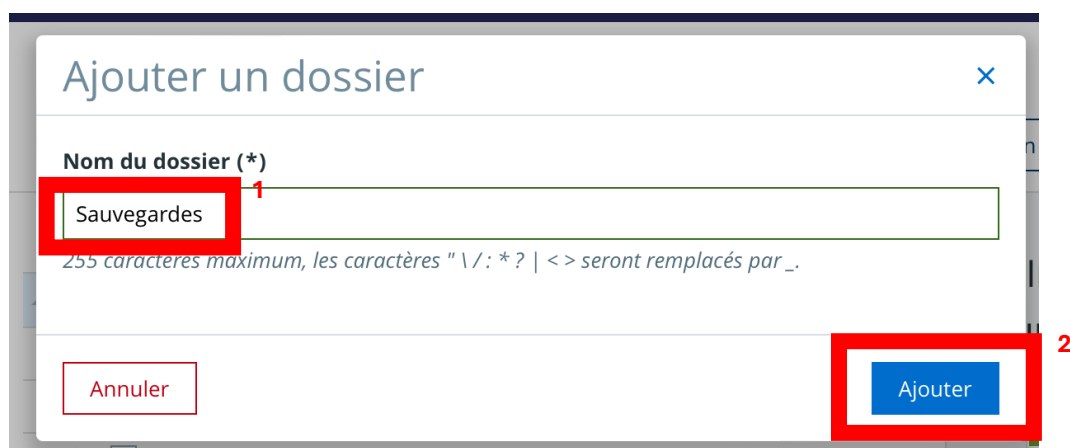 Ajouter un dossier
×
Nom du dossier (*)
1
Sauvegardes
255 caractères maximum, les caractères " \ / : * ? | < > seront remplacés par _.
Annuler
Ajouter
2